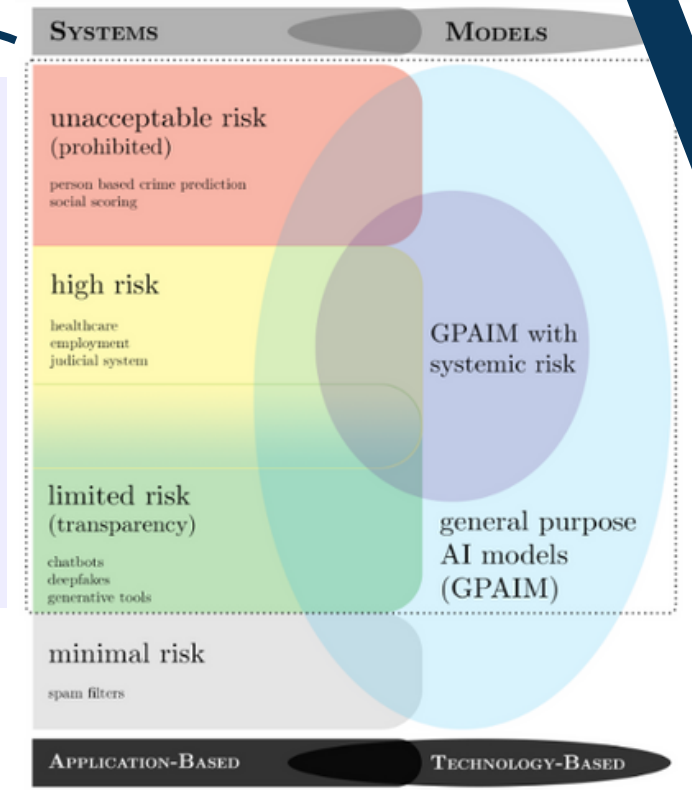 SYSTEMS
MODELS
unacceptable risk
(prohibited)
person based crime prediction
social scoring
high risk
healthcare
employment
judicial system
GPAIM with
systemic risk
limited risk
(transparency)
chatbots
deepfakes
generative tools
general purpose
AI models
(GPAIM)
minimal risk
spam filters
APPLICATION-BASED
TECHNOLOGY-BASED